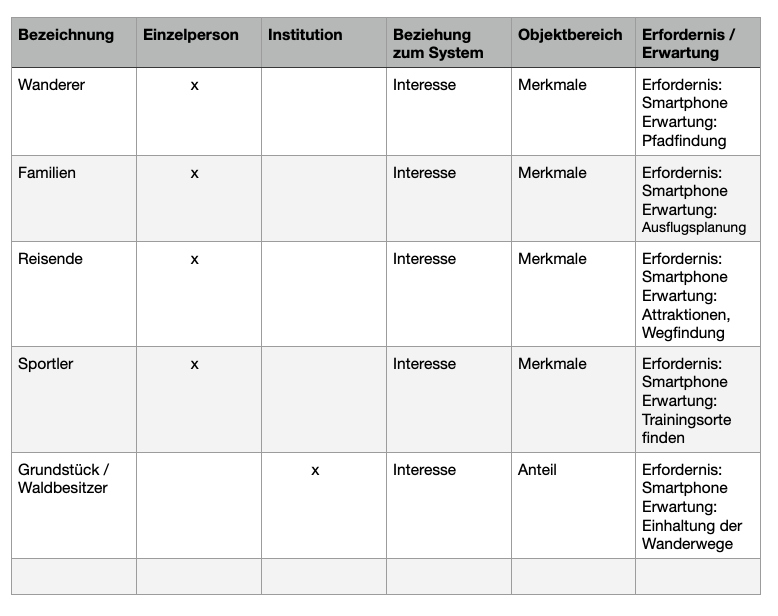 Bezeichnung Einzelperson Institution Beziehung zum System Objektbereich Erfordernis / Erwartung
Wanderer x Interesse Merkmale Erfordernis:
Smartphone
Erwartung:
Pfadfindung
Familien x Interesse Merkmale Erfordernis:
Smartphone
Erwartung:
Ausflugsplanung
Reisende x Interesse Merkmale Erfordernis:
Smartphone
Erwartung:
Attraktionen,
Wegfindung
Sportler x Interesse Merkmale Erfordernis:
Smartphone
Erwartung:
Trainingsorte
finden
Grundstück /
Waldbesitzer x Interesse Anteil Erfordernis:
Smartphone
Erwartung:
Einhaltung der
Wanderwege